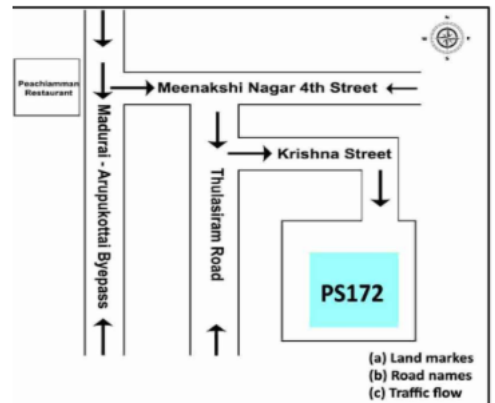 Peachiamman
Restaurant
Meenakshi Nagar 4th Street
Krishna Street
Madurai - Arupukottai Byepass
Thulasiram Road
PS172
(a) Land markes
(b) Road names
(c) Traffic flow